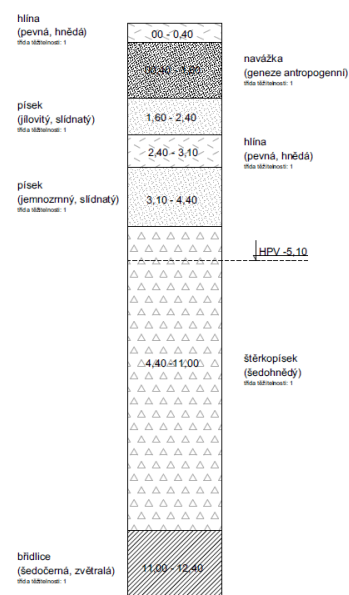 hlína
(pevná, hnědá)
třída těžitelnosti: 1
00 - 0,40
navážka
(geneze antropogenní)
třída těžitelnosti: 1
00,40 - 1,60
písek
(jílovitý, slídnatý)
třída těžitelnosti: 1
1,60 - 2,40
hlína
(pevná, hnědá)
třída těžitelnosti: 1
2,40 - 3,10
písek
(jemnozrnný, slídnatý)
třída těžitelnosti: 1
3,10 - 4,40
HPV -5,10
štěrkopísek
(šedohnědý)
třída těžitelnosti: 1
4,40 -11,00
břidlice
(šedočerná, zvětralá)
třída těžitelnosti: 1
11,00 - 12,40